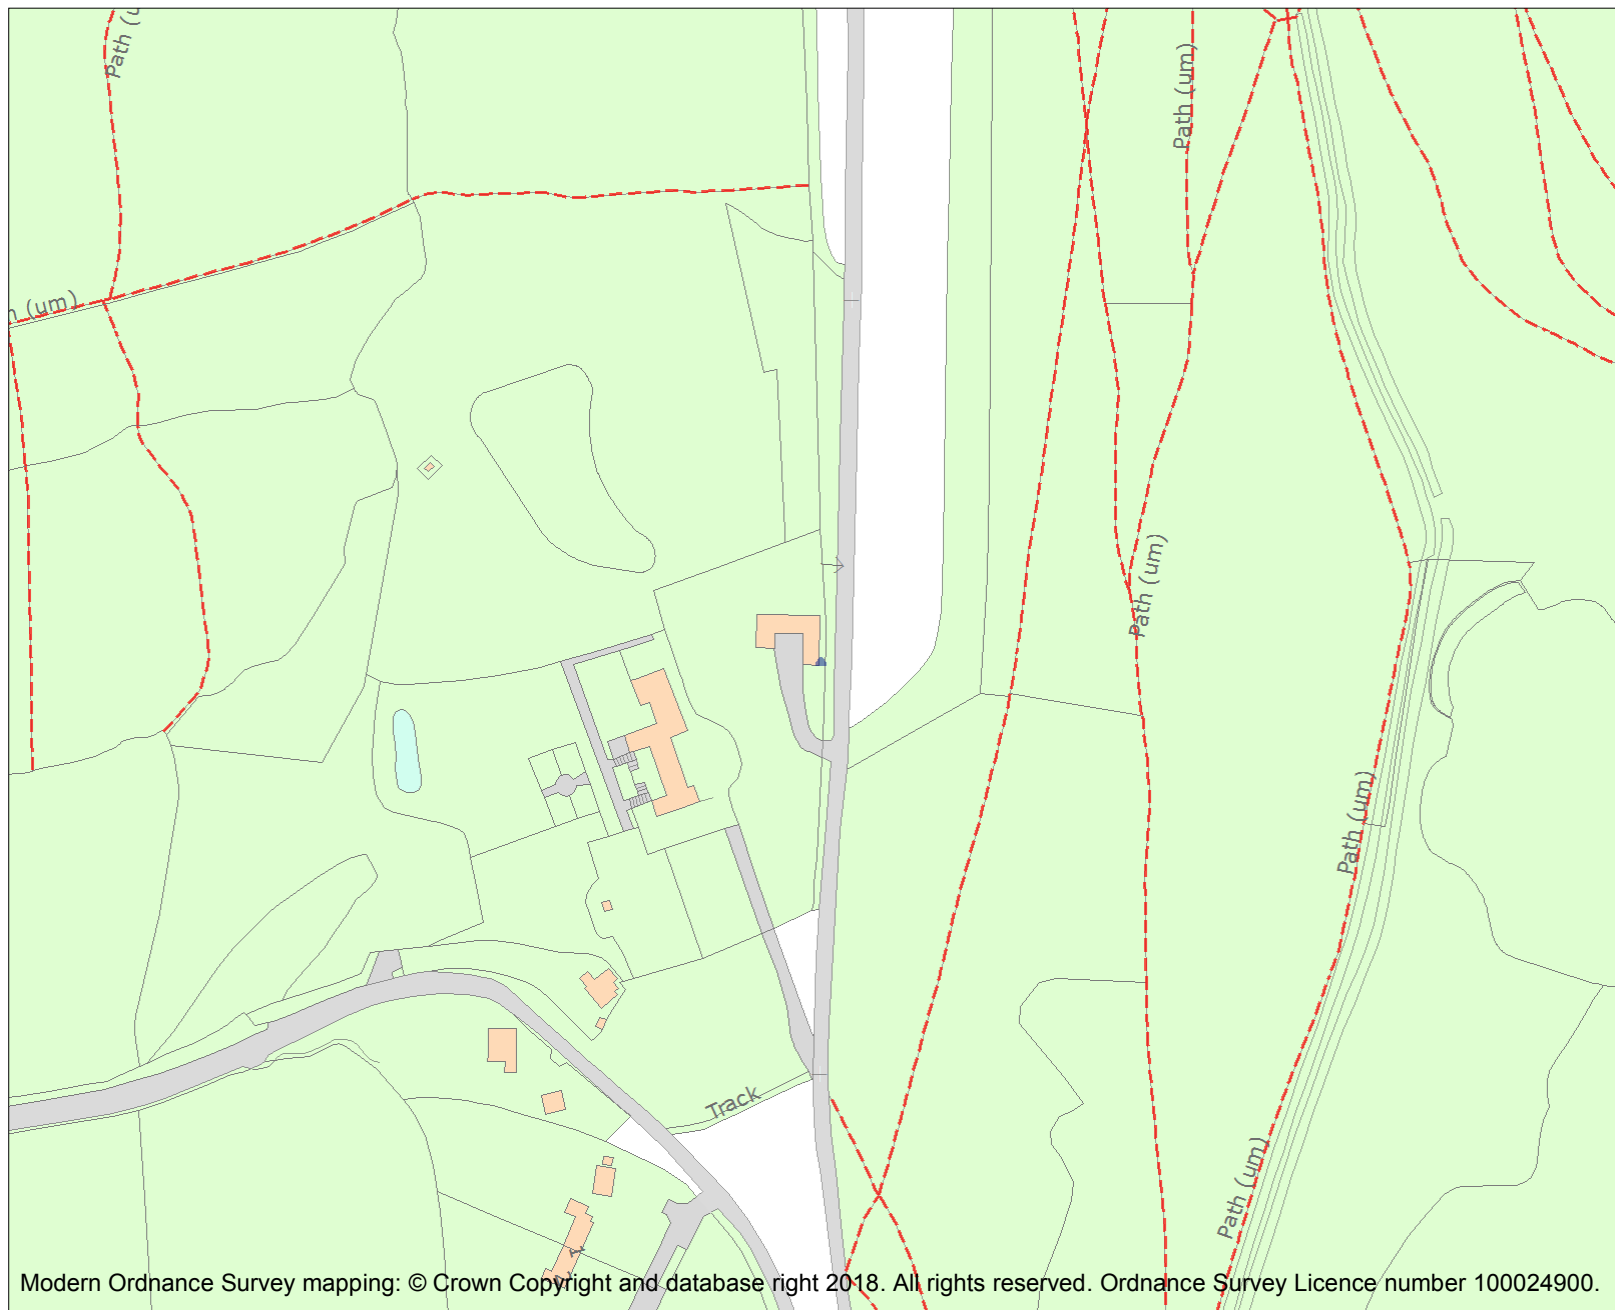 Path (u
Path (um)
(um)
Path (um)
Path (um)
Track
Path (um)
Modern Ordnance Survey mapping: © Crown Copyright and database right 2018. All rights reserved. Ordnance Survey Licence number 100024900.